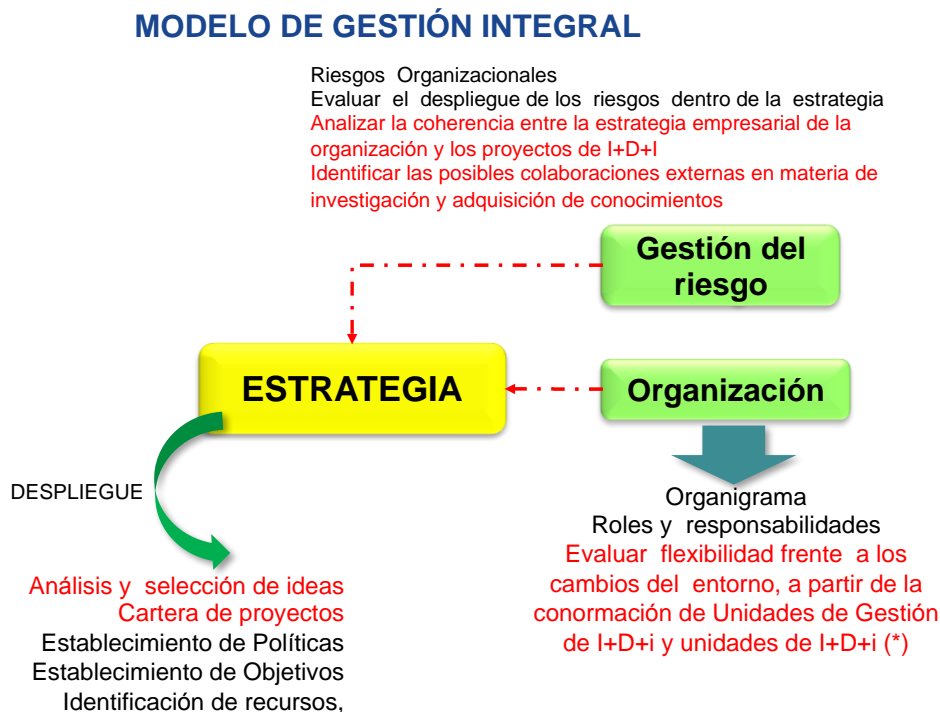 MODELO DE GESTIÓN INTEGRAL
Riesgos Organizacionales
Evaluar el despliegue de los riesgos dentro de la estrategia
Analizar la coherencia entre la estrategia empresarial de la
organización y los proyectos de I+D+I
Identificar las posibles colaboraciones externas en materia de
investigación y adquisición de conocimientos
Gestión del
riesgo
ESTRATEGIA
Organización
DESPLIEGUE
Organigrama
Roles y responsabilidades
Evaluar flexibilidad frente a los
cambios del entorno, a partir de la
conormación de Unidades de Gestión
de I+D+i y unidades de I+D+i (*)
Análisis y selección de ideas
Cartera de proyectos
Establecimiento de Políticas
Establecimiento de Objetivos
Identificación de recursos,